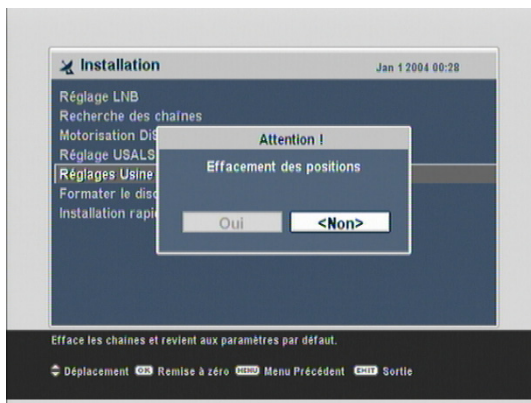 Installation
Jan 1 2004 00:28
Réglage LNB
Recherche des chaînes
Motorisation DiS
Réglage USALS
Réglages Usine
Formater le disq
Installation rapi
Attention !
Effacement des positions
Oui
<Non>
Efface les chaines et revient aux paramètres par défaut.
Déplacement OK Remise à zéro MENU Menu Précédent EXIT Sortie